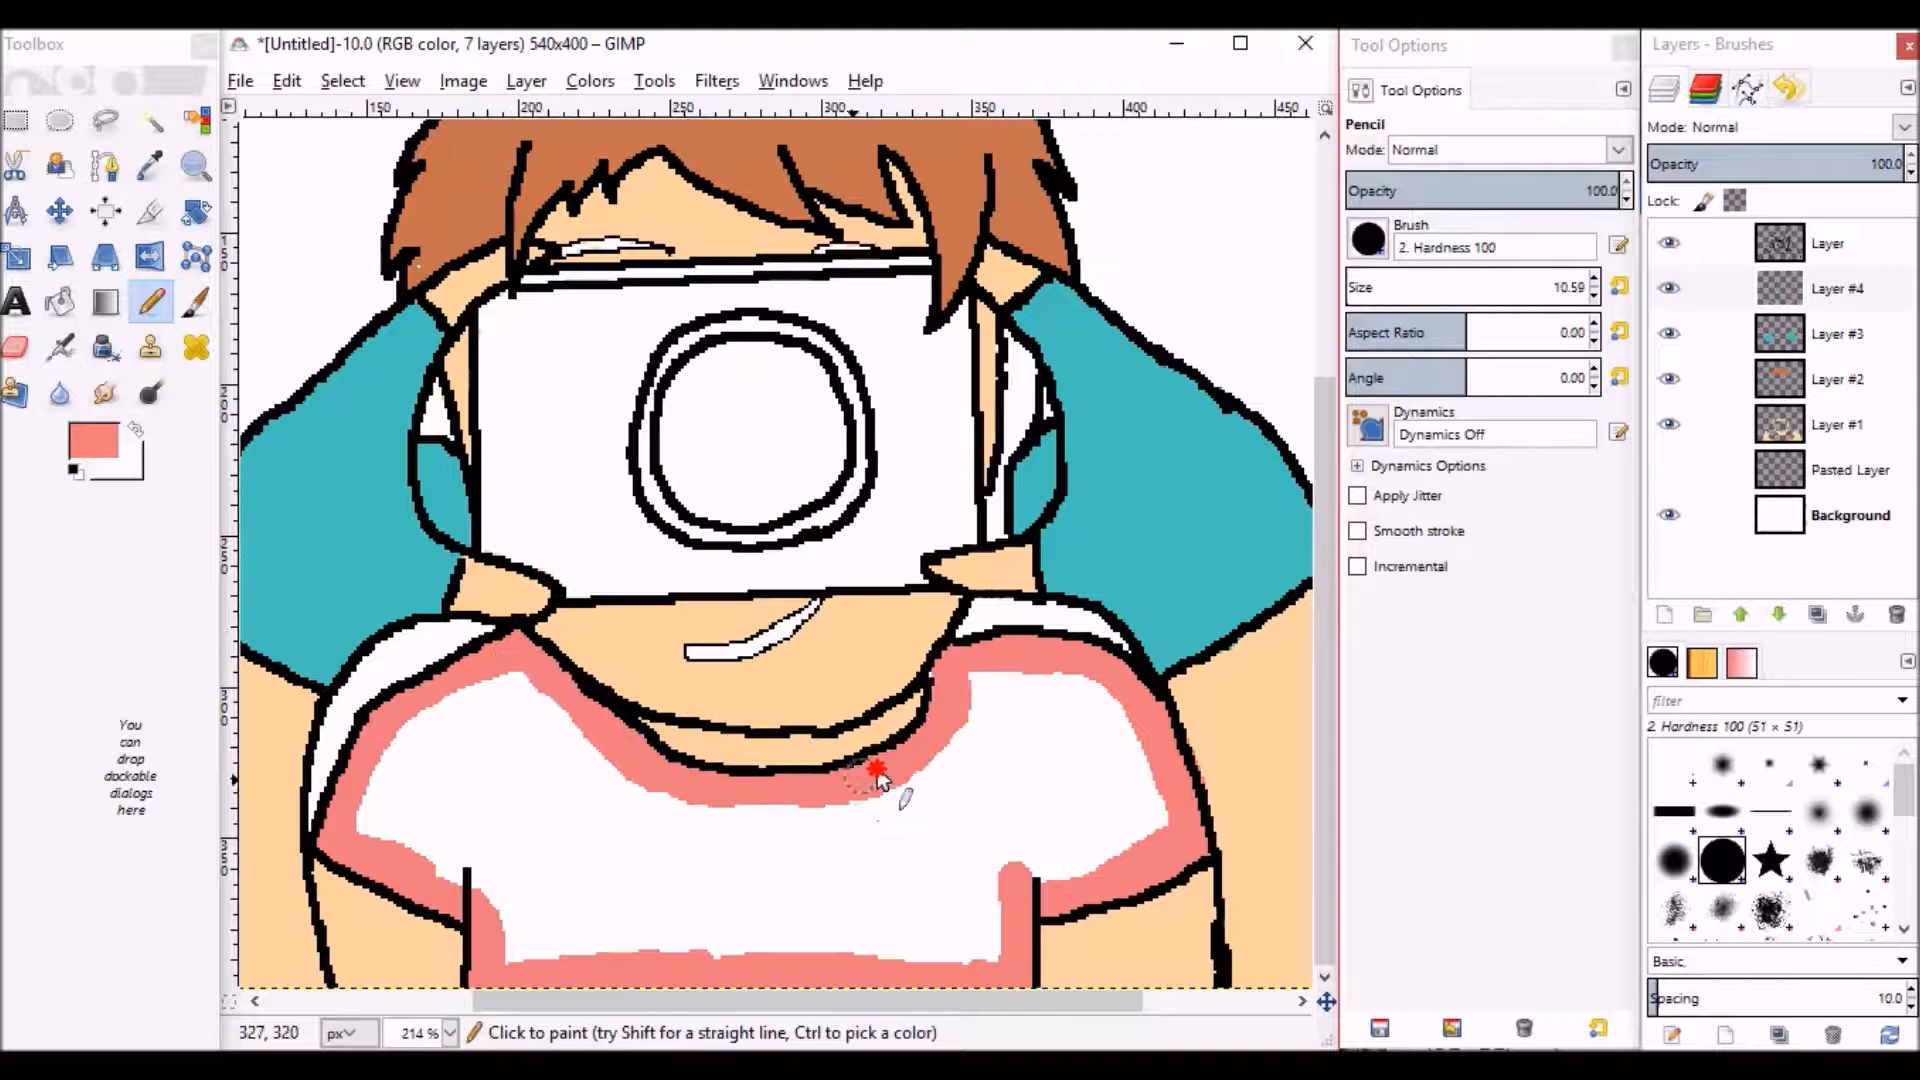 Toolbox
*[Untitled]-10.0 (RGB color, 7 layers) 540x400 – GIMP
Tool Options
Layers - Brushes
File Edit Select View Image Layer Colors Tools Filters Windows Help
Tool Options
150 200 250 300 350 400 450
Pencil
Mode: Normal
Mode: Normal
Opacity 100.0
Opacity 100.0
Lock:
Brush
2. Hardness 100
Size 10.59
Aspect Ratio 0.00
Angle 0.00
Dynamics
Dynamics Off
Dynamics Options
Apply Jitter
Smooth stroke
Incremental
Layer
Layer #4
Layer #3
Layer #2
Layer #1
Pasted Layer
Background
150
200
250
300
350
A
You
can
drop
dockable
dialogs
here
filter
2. Hardness 100 (51 × 51)
Basic,
Spacing 10.0
327, 320 px 214 % Click to paint (try Shift for a straight line, Ctrl to pick a color)